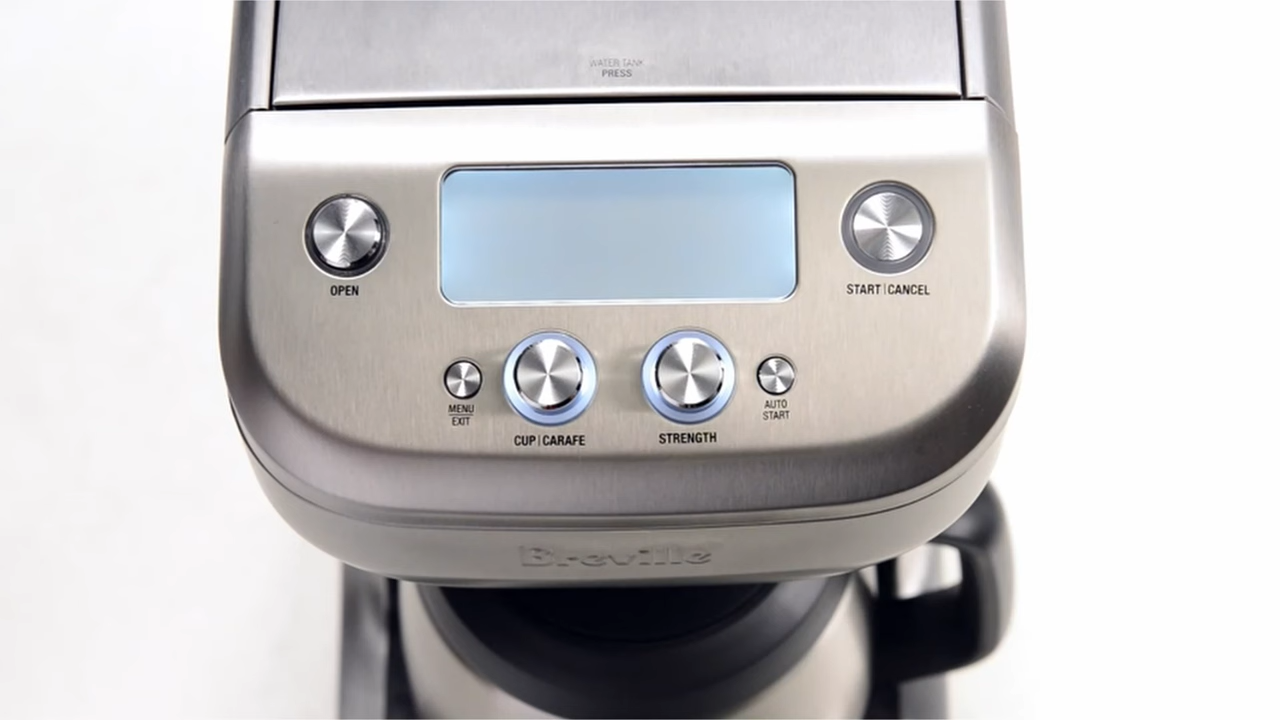 WATER TANK
PRESS
OPEN
START|CANCEL
MENU
EXIT
CUP|CARAFE
STRENGTH
AUTO
START
Breville